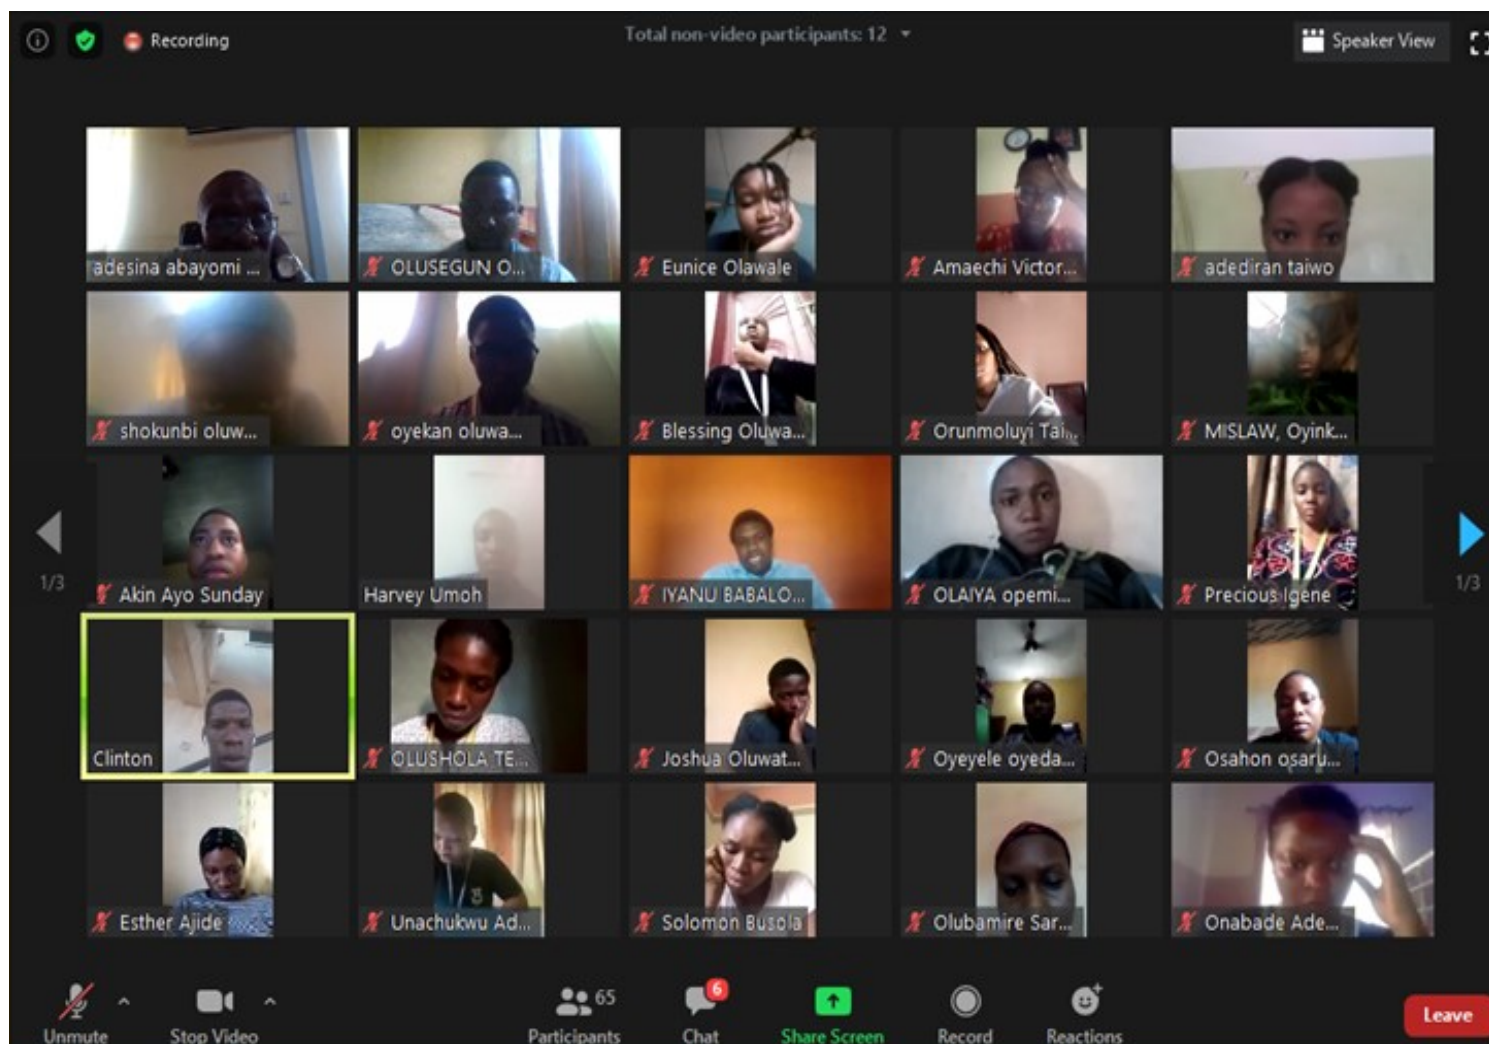 Recording
Total non-video participants: 12
Speaker View
adesina abayomi ...
OLUSEGUN O...
Eunice Olawale
Amaechi Victor...
adediran taiwo
shokunbi oluw...
oyekan oluwa...
Blessing Oluwa...
Orunmoluyi Tai...
MISLAW, Oyink...
1/3
Akin Ayo Sunday
Harvey Umoh
IYANU BABALO...
OLAIYA opemi...
Precious Igene
1/3
Clinton
OLUSHOLA TE...
Joshua Oluwat...
Oyeyele oyeda...
Osahon osaru...
Esther Ajide
Unachukwu Ad...
Solomon Busola
Olubamire Sar...
Onabade Ade...
65
6
Unmute
Stop Video
Participants
Chat
Share Screen
Record
Reactions
Leave